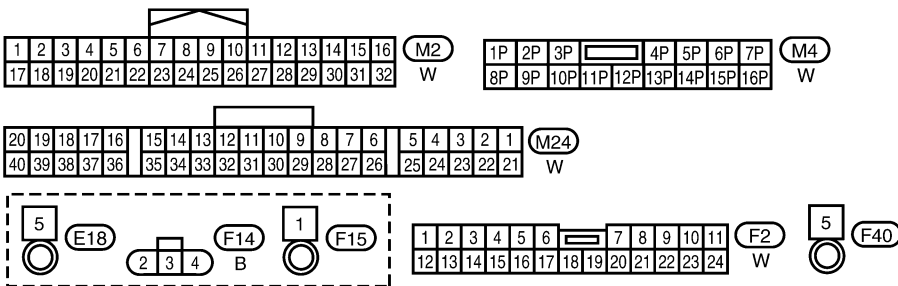 1 2 3 4 5 6 7 8 9 10 11 12 13 14 15 16 M2
17 18 19 20 21 22 23 24 25 26 27 28 29 30 31 32 W
1P 2P 3P 4P 5P 6P 7P M4
8P 9P 10P 11P 12P 13P 14P 15P 16P W
20 19 18 17 16 15 14 13 12 11 10 9 8 7 6 5 4 3 2 1 M24
40 39 38 37 36 35 34 33 32 31 30 29 28 27 26 25 24 23 22 21 W
5 E18
2 3 4 F14
B
1 F15
1 2 3 4 5 6 7 8 9 10 11 F2
12 13 14 15 16 17 18 19 20 21 22 23 24 W
5 F40